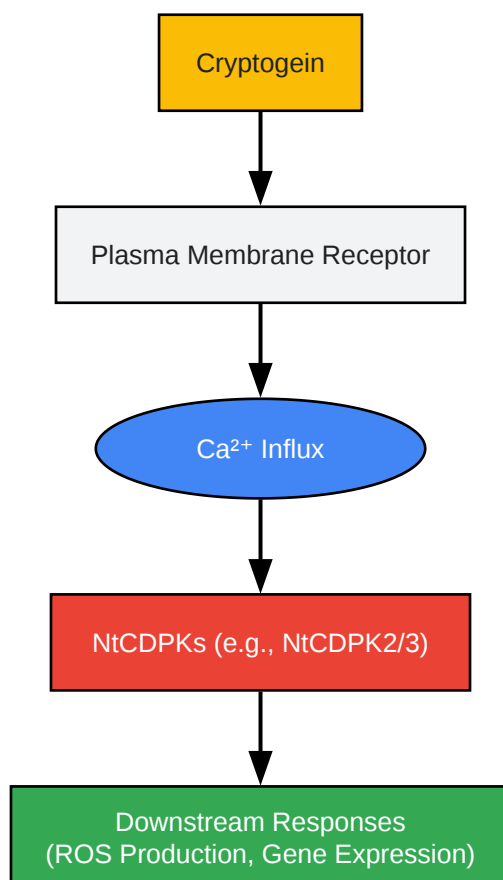 Cryptogein
Plasma Membrane Receptor
Ca²⁺ Influx
NtCDPKs (e.g., NtCDPK2/3)
Downstream Responses
(ROS Production, Gene Expression)